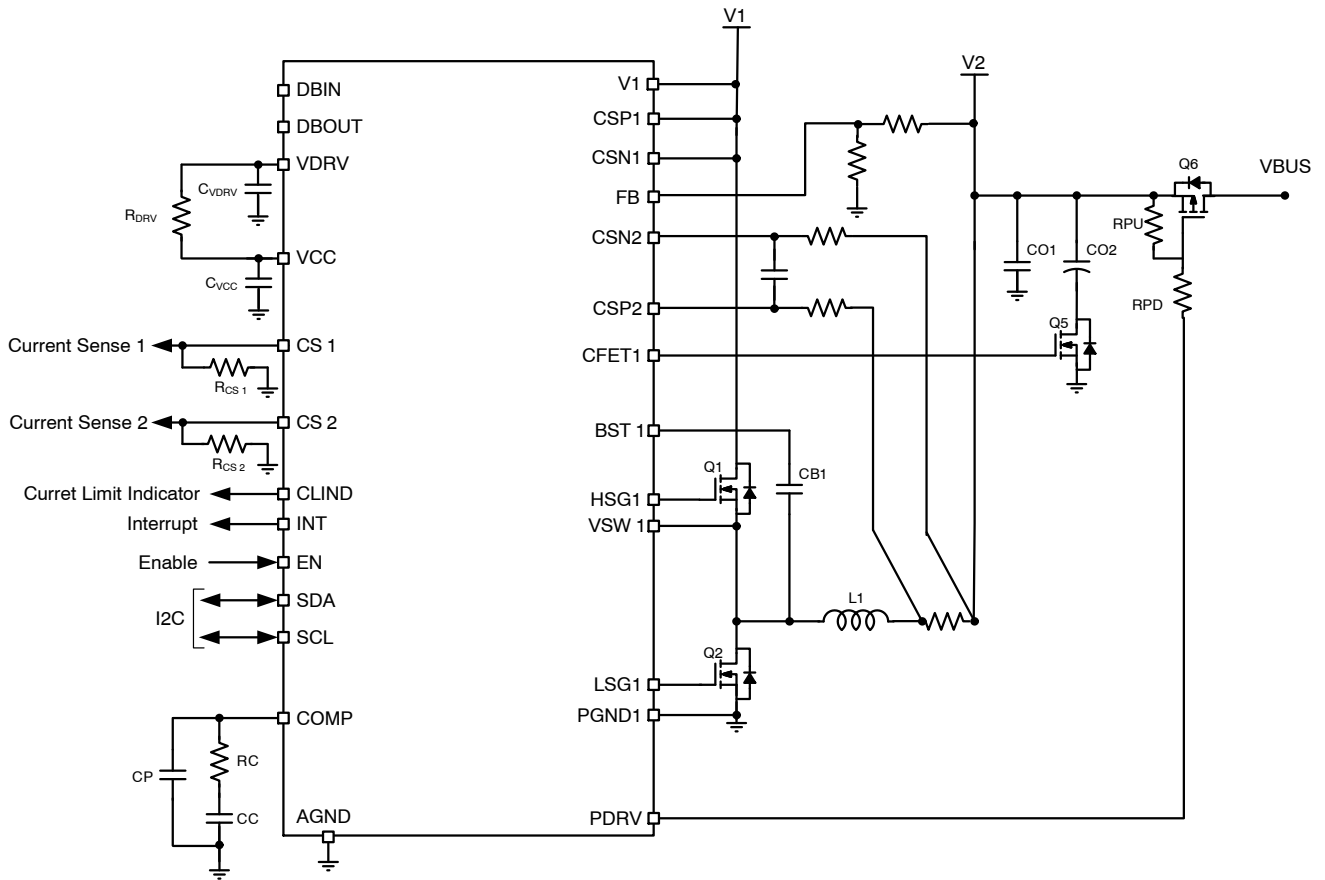 V1
V2
DBIN
DBOUT
VDRV
CVDRV
RDRV
VCC
CVCC
Current Sense 1
CS 1
RCS 1
Current Sense 2
CS 2
RCS 2
Curret Limit Indicator
CLIND
Interrupt
INT
Enable
EN
I2C
SDA
SCL
COMP
RC
CP
CC
AGND
V1
CSP1
CSN1
FB
CSN2
CSP2
CFET1
BST 1
HSG1
VSW 1
LSG1
PGND1
PDRV
Q1
CB1
L1
Q2
CO1
CO2
Q5
RPU
RPD
Q6
VBUS